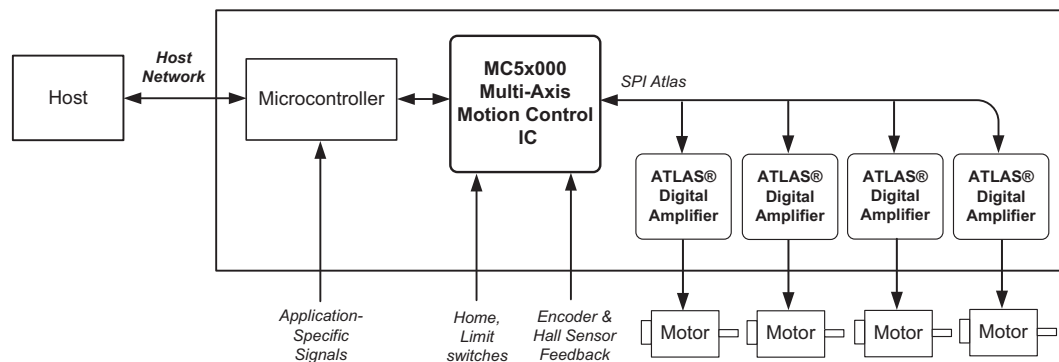 Host
Host
Network
Microcontroller
MC5x000
Multi-Axis
Motion Control
IC
SPI Atlas
ATLAS®
Digital
Amplifier
ATLAS®
Digital
Amplifier
ATLAS®
Digital
Amplifier
ATLAS®
Digital
Amplifier
Application-
Specific
Signals
Home,
Limit
switches
Encoder &
Hall Sensor
Feedback
Motor
Motor
Motor
Motor